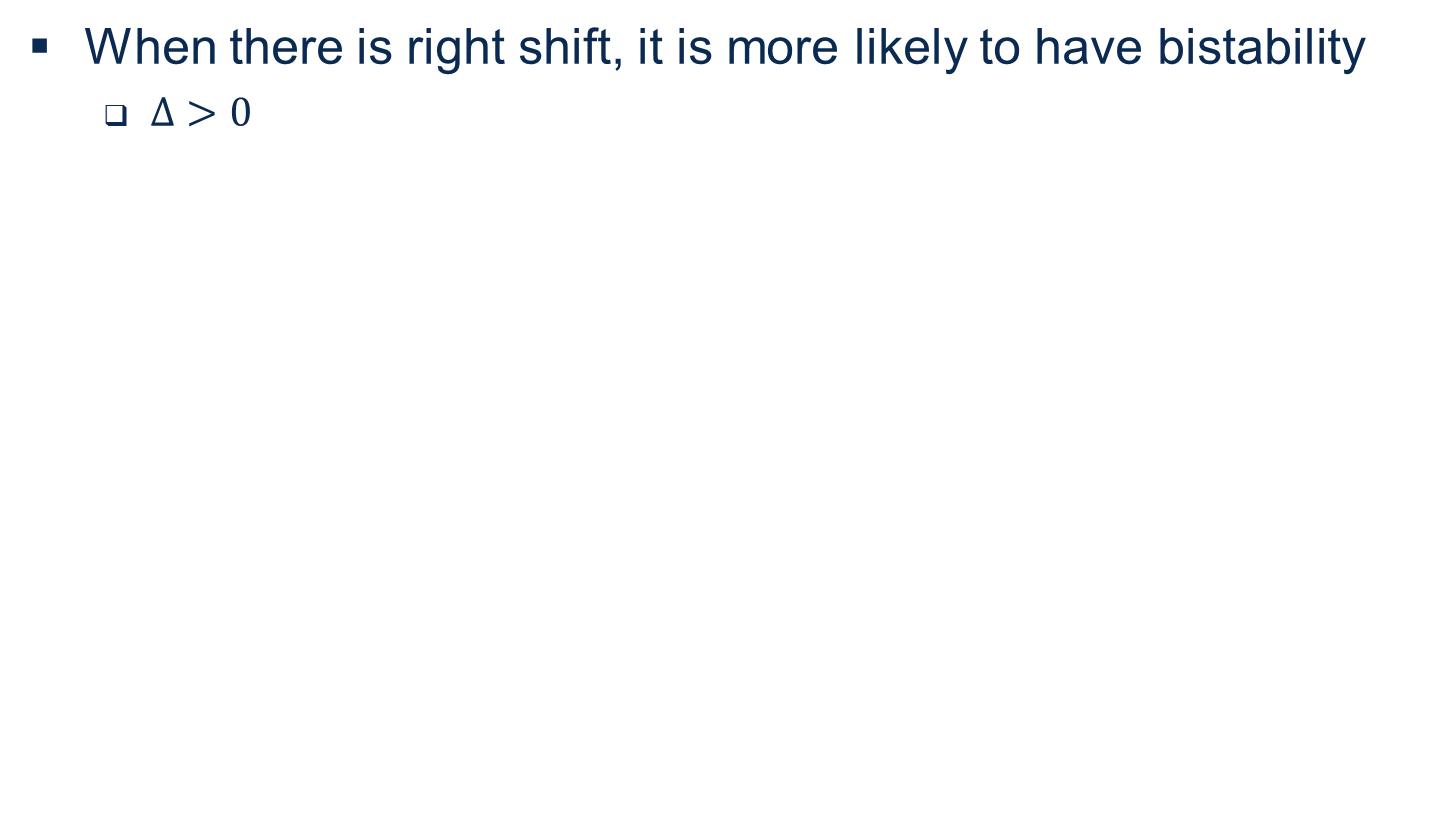 ▪ When there is right shift, it is more likely to have bistability
❑ Δ > 0